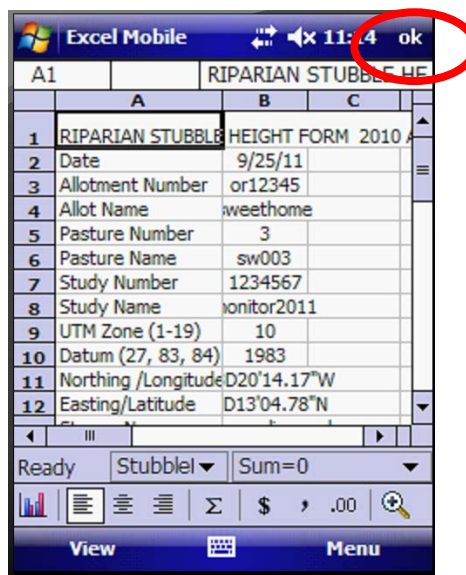 Excel Mobile 11:14 ok
A1 RIPARIAN STUBBLE HE
A B C
1 RIPARIAN STUBBLE HEIGHT FORM 2010 A
2 Date 9/25/11
3 Allotment Number or12345
4 Allot Name sweethome
5 Pasture Number 3
6 Pasture Name sw003
7 Study Number 1234567
8 Study Name onitor2011
9 UTM Zone (1-19) 10
10 Datum (27, 83, 84) 1983
11 Northing /Longitude D20'14.17"W
12 Easting/Latitude D13'04.78"N
Ready Stubblel Sum=0
Σ $ , .00
View Menu